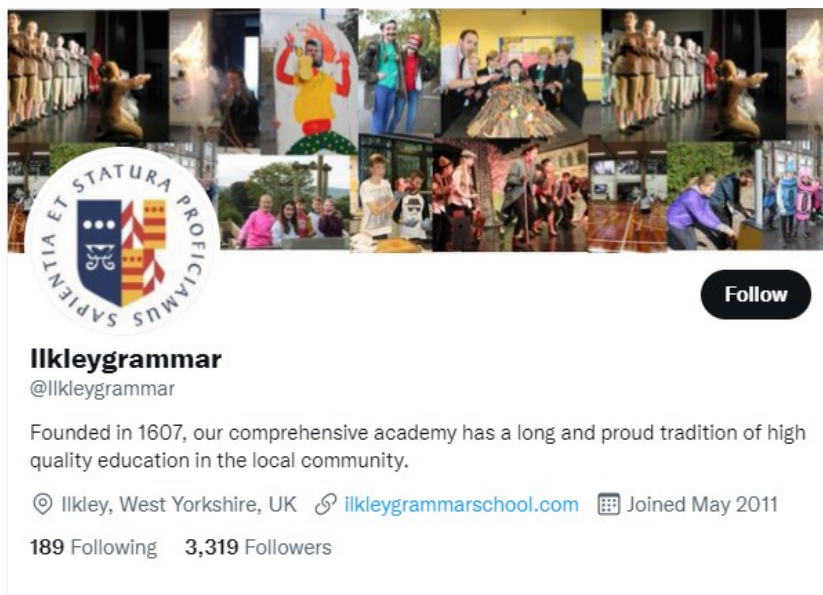 SAPIENTIA ET STATURA PROFICIAMUS
Follow
Ilkleygrammar
@Ilkleygrammar
Founded in 1607, our comprehensive academy has a long and proud tradition of high
quality education in the local community.
Ilkley, West Yorkshire, UK ilkleygrammarschool.com Joined May 2011
189 Following 3,319 Followers